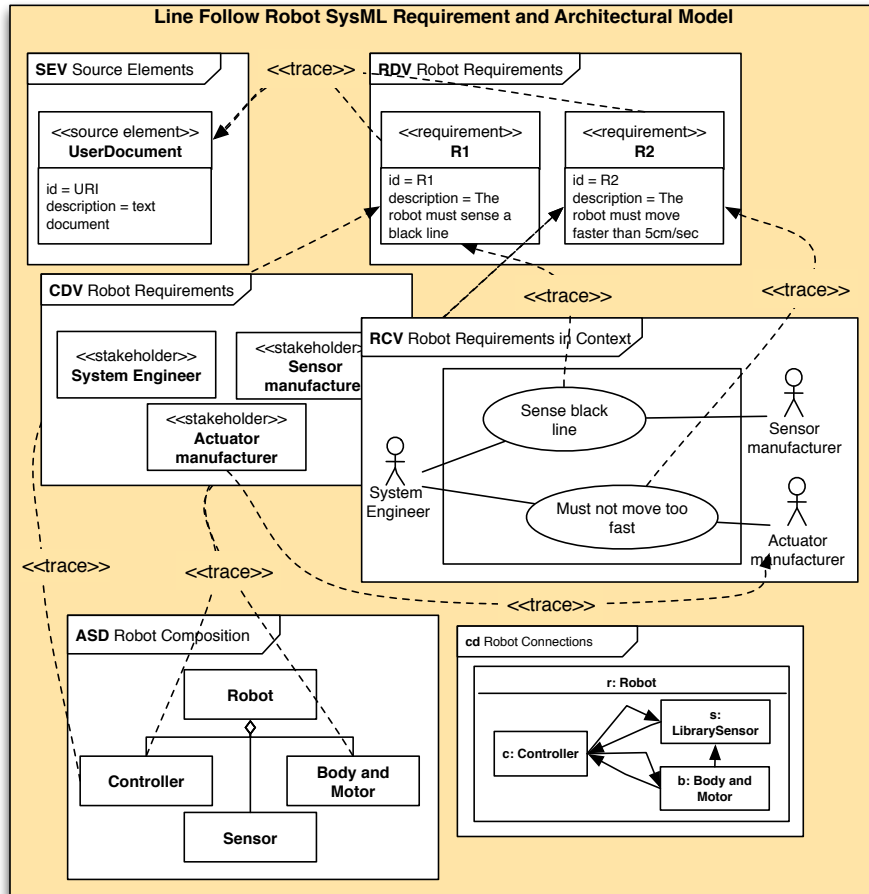 Line Follow Robot SysML Requirement and Architectural Model
SEV Source Elements
<<trace>>
RDV Robot Requirements
<<source element>>
UserDocument
id = URI
description = text
document
<<requirement>>
R1
id = R1
description = The
robot must sense a
black line
<<requirement>>
R2
id = R2
description = The
robot must move
faster than 5cm/sec
<<trace>>
<<trace>>
CDV Robot Requirements
<<stakeholder>>
System Engineer
<<stakeholder>
Sensor
manufacture
<<stakeholder>>
Actuator
manufacturer
RCV Robot Requirements in Context
Sense black
line
Sensor
manufacturer
System
Engineer
Must not move too
fast
Actuator
manufacturer
<<trace>>
<<trace>>
<<trace>>
ASD Robot Composition
Robot
Controller
Body and
Motor
Sensor
cd Robot Connections
r: Robot
s:
LibrarySensor
c: Controller
b: Body and
Motor